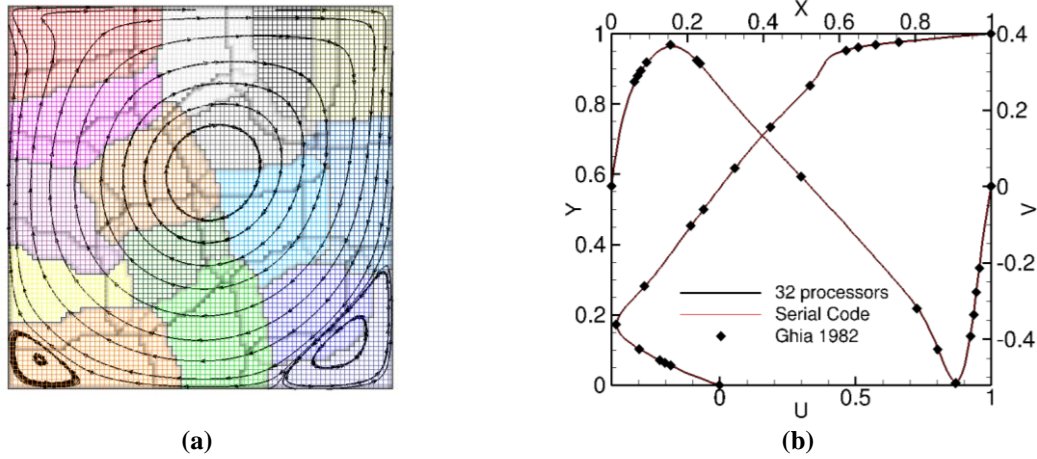 X
0 0.2 0.4 0.6 0.8 1
1 0.4
0.8 0.2
Y 0.6 0 V
0.4 -0.2
0.2 -0.4
0
32 processors
Serial Code
Ghia 1982
0 0.5 1
U
(a) (b)